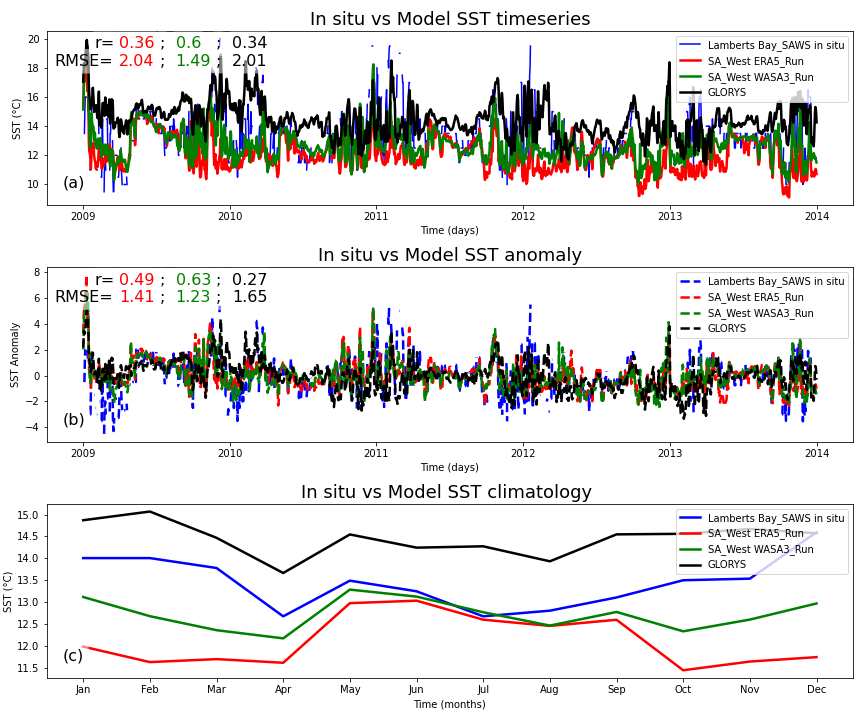 In situ vs Model SST timeseries
r= 0.36 ; 0.6 ; 0.34
RMSE= 2.04 ; 1.49 ; 2.01
Lamberts Bay_SAWS in situ
SA_West ERA5_Run
SA_West WASA3_Run
GLORYS
SST (°C)
20
18
16
14
12
10
(a)
2009 2010 2011 2012 2013 2014
Time (days)
In situ vs Model SST anomaly
r= 0.49 ; 0.63 ; 0.27
RMSE= 1.41 ; 1.23 ; 1.65
Lamberts Bay_SAWS in situ
SA_West ERA5_Run
SA_West WASA3_Run
GLORYS
SST Anomaly
8
6
4
2
0
−2
−4
(b)
2009 2010 2011 2012 2013 2014
Time (days)
In situ vs Model SST climatology
Lamberts Bay_SAWS in situ
SA_West ERA5_Run
SA_West WASA3_Run
GLORYS
SST (°C)
15.0
14.5
14.0
13.5
13.0
12.5
12.0
11.5
(c)
Jan Feb Mar Apr May Jun Jul Aug Sep Oct Nov Dec
Time (months)